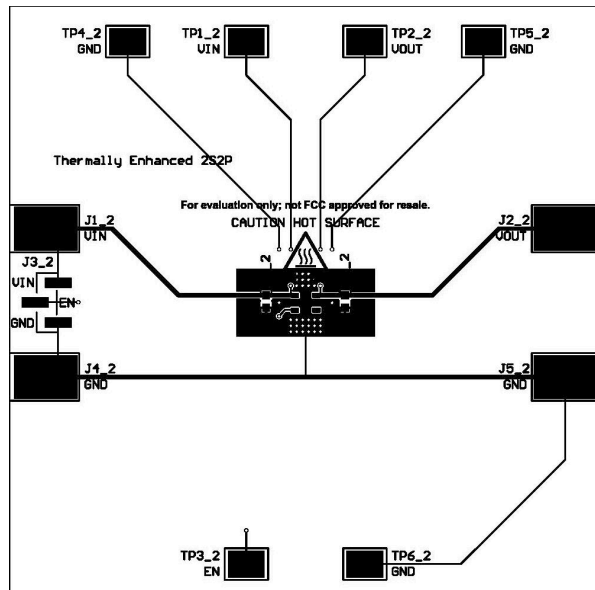 TP4_2
GND
TP1_2
VIN
TP2_2
VOUT
TP5_2
GND
Thermally Enhanced 2S2P
For evaluation only; not FCC approved for resale.
CAUTION HOT SURFACE
J1_2
VIN
J2_2
VOUT
J3_2
VIN
EN
GND
_2
_2
J4_2
GND
J5_2
GND
TP3_2
EN
TP6_2
GND